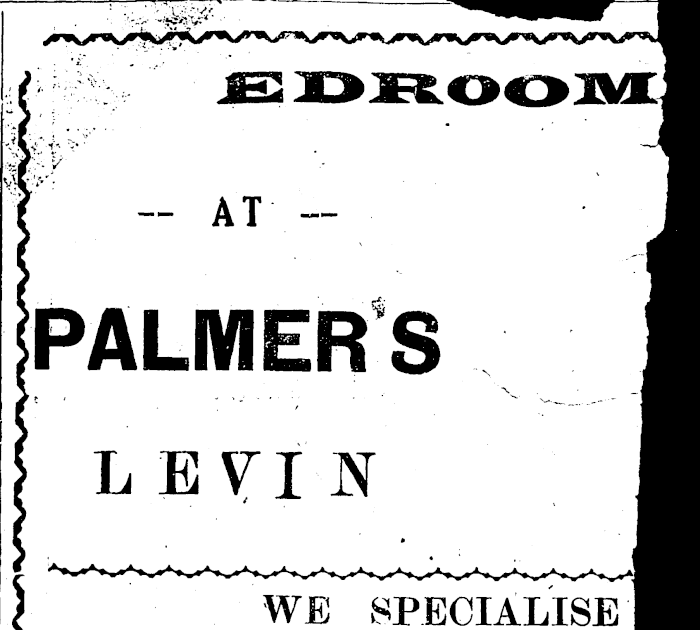 EDROOM
-- AT --
PALMER'S
LEVIN
WE SPECIALISE